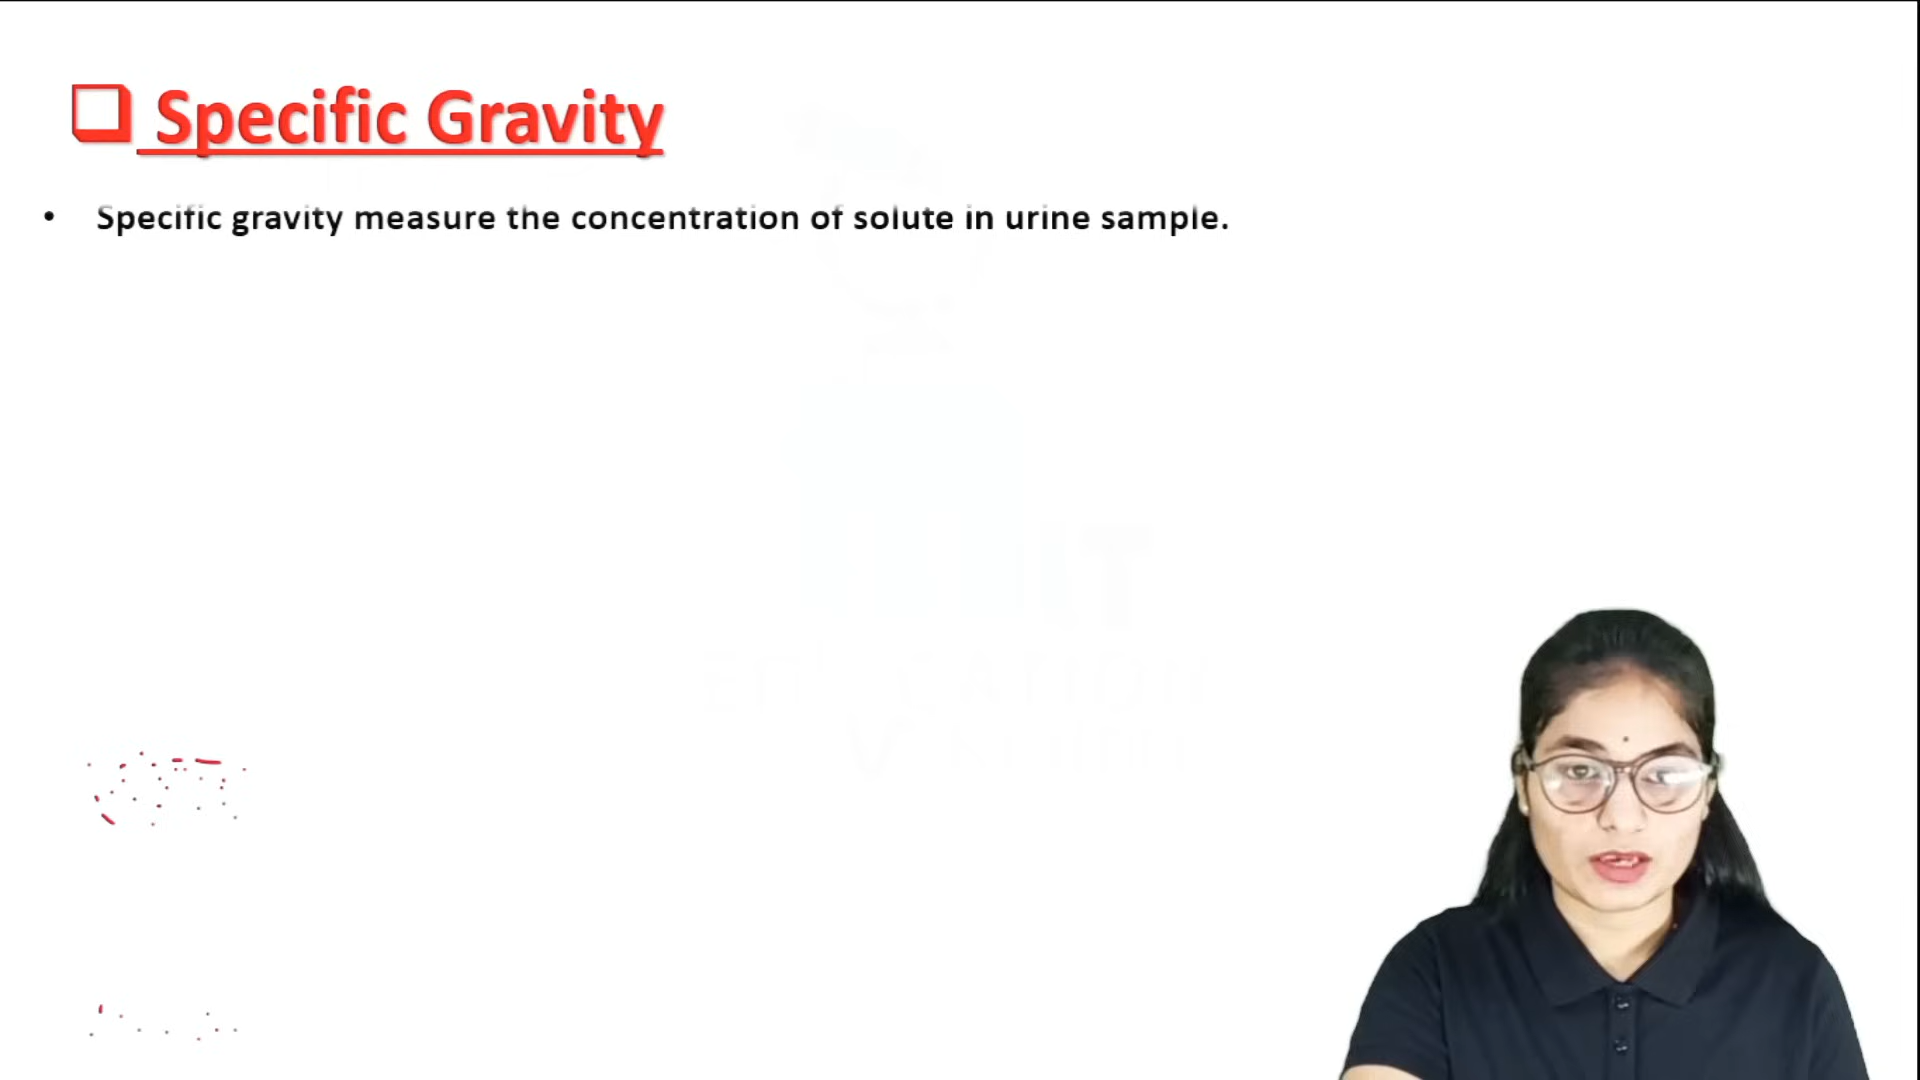 Specific Gravity
• Specific gravity measure the concentration of solute in urine sample.